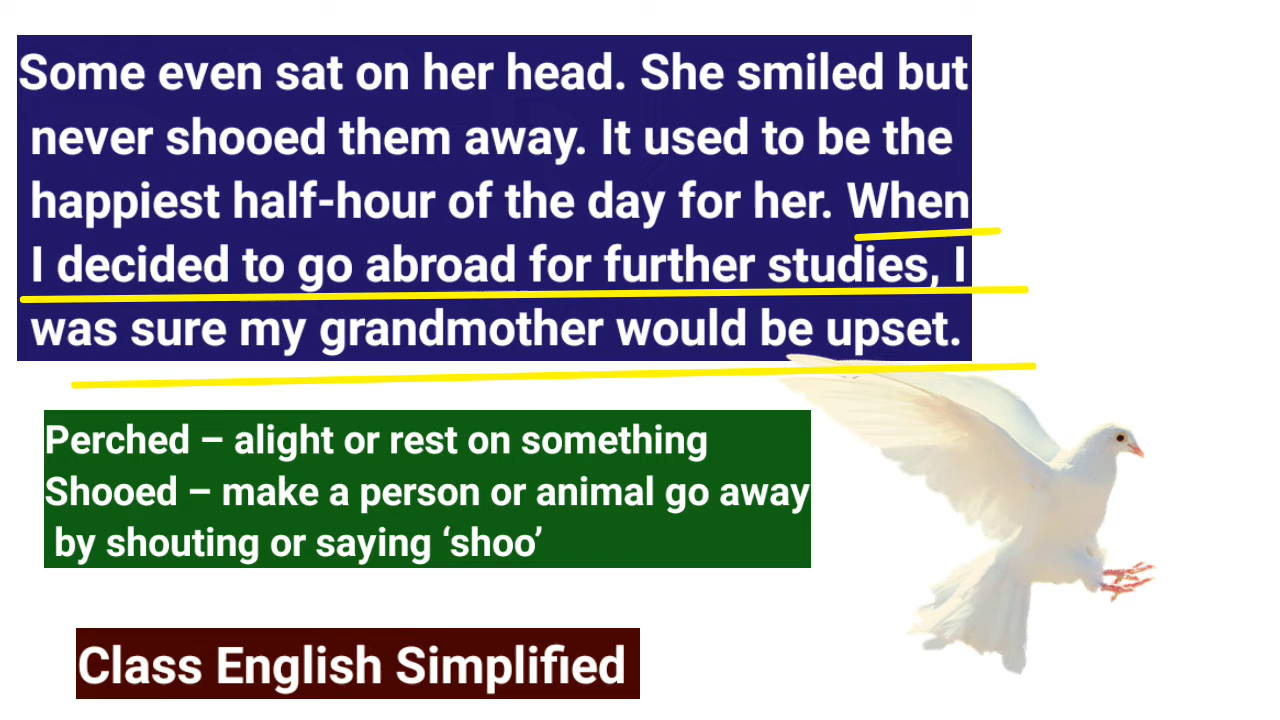 Some even sat on her head. She smiled but
never shooed them away. It used to be the
happiest half-hour of the day for her. When
I decided to go abroad for further studies, I
was sure my grandmother would be upset.
Perched – alight or rest on something
Shooed – make a person or animal go away
by shouting or saying ‘shoo’
Class English Simplified